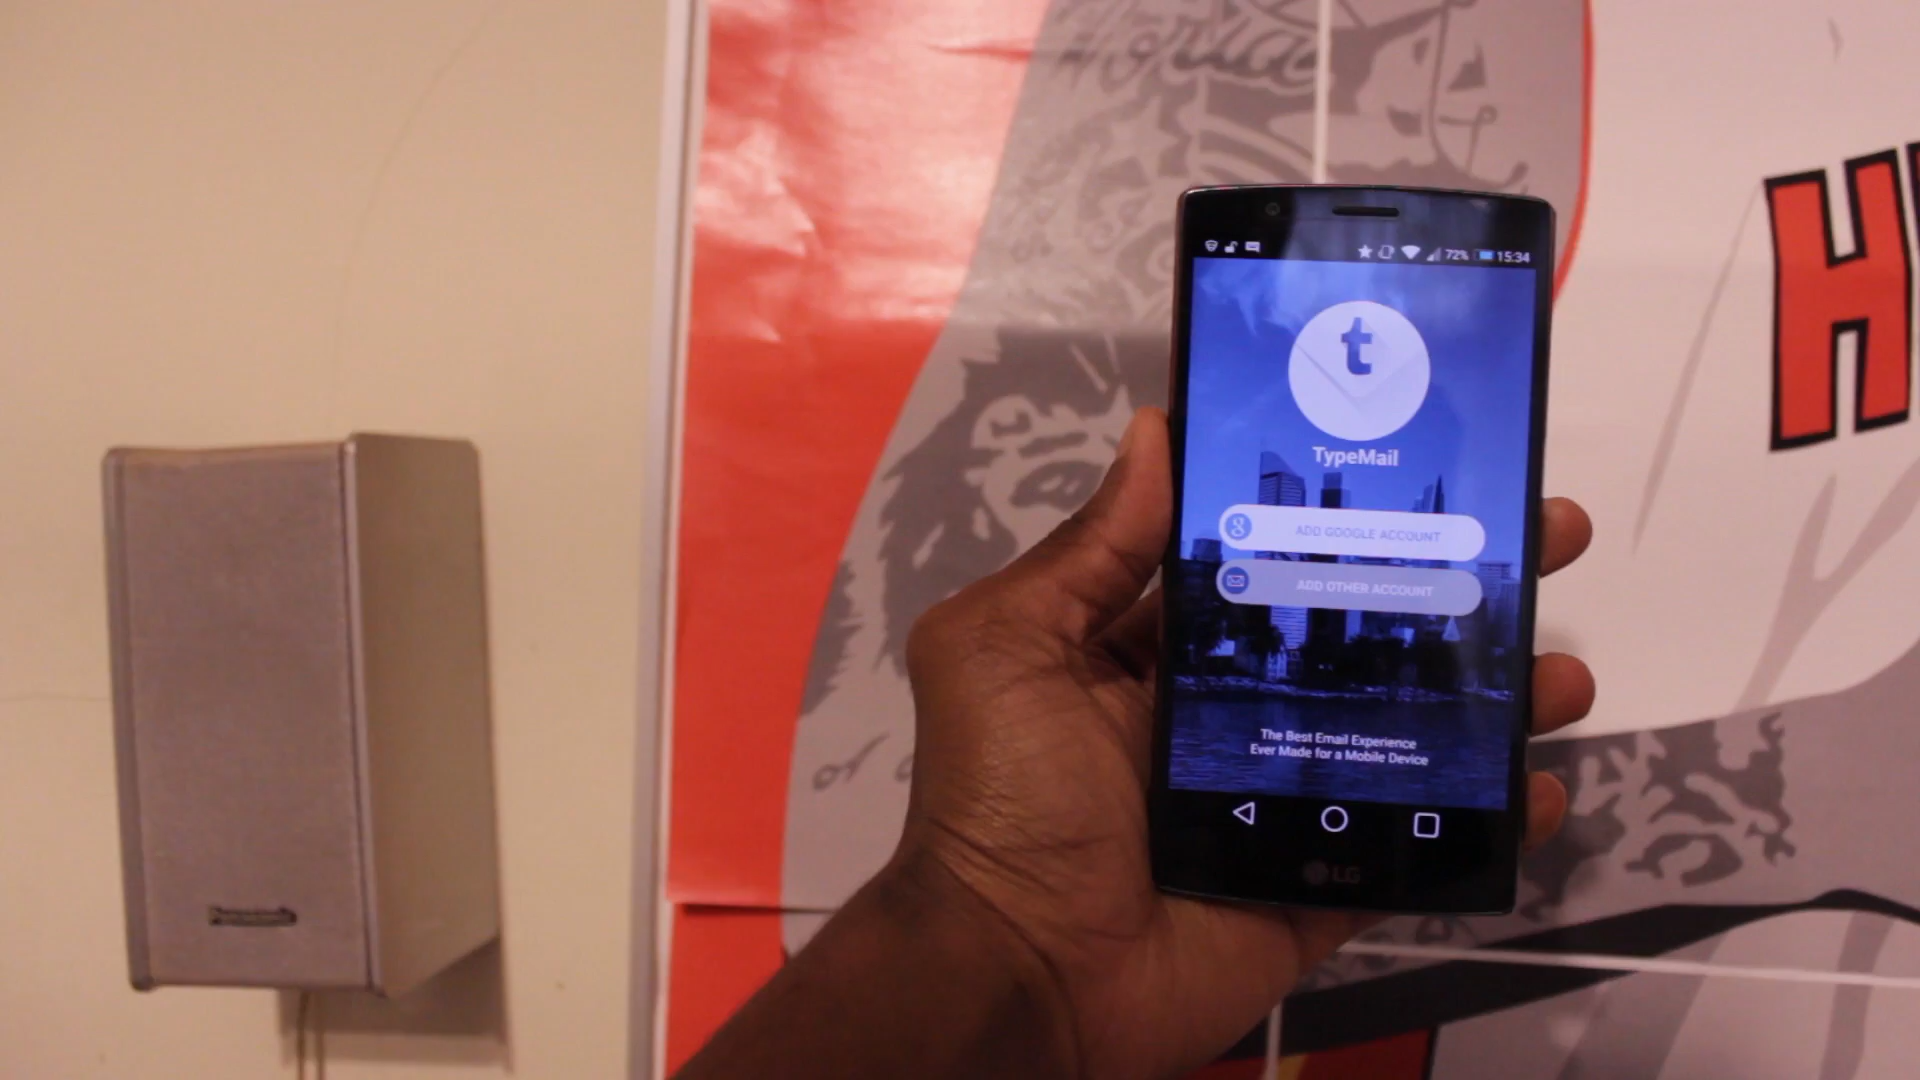 72% 15:34
t
TypeMail
g ADD GOOGLE ACCOUNT
ADD OTHER ACCOUNT
The Best Email Experience
Ever Made for a Mobile Device
LG
H
or